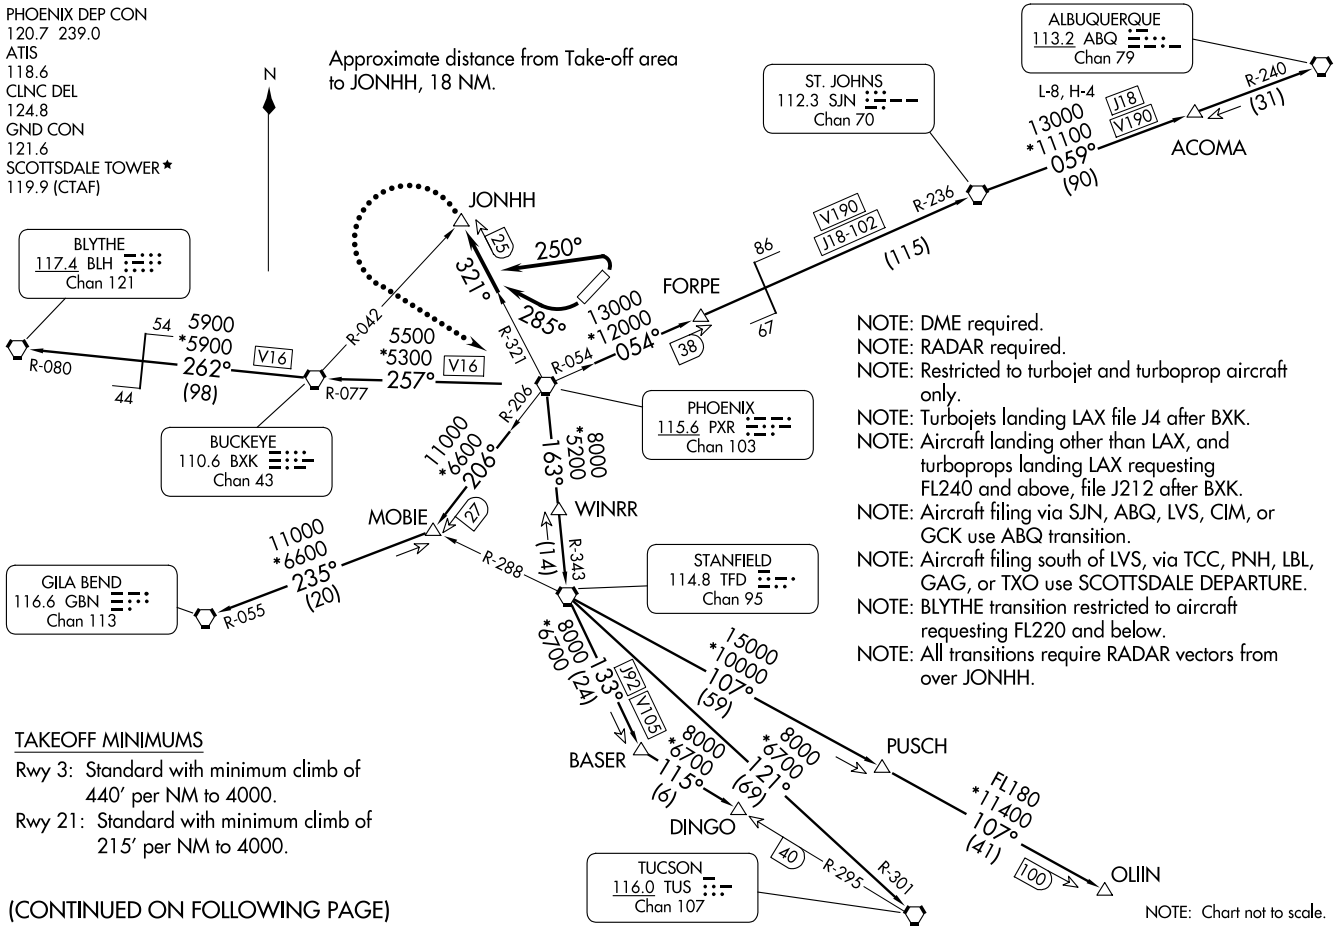 PHOENIX DEP CON
120.7 239.0
ATIS
118.6
CLNC DEL
124.8
GND CON
121.6
SCOTTSDALE TOWER★
119.9 (CTAF)
N
Approximate distance from Take-off area
to JONHH, 18 NM.
ALBUQUERQUE
113.2 ABQ
Chan 79
ST. JOHNS
112.3 SJN
Chan 70
L-8, H-4
13000
*11100
059°
(90)
J18
V190
R-240
(31)
ACOMA
R-236
V190
J18-102
(115)
86
67
FORPE
38
13000
*12000
054°
R-054
JONHH
25
250°
285°
321°
R-321
R-042
BLYTHE
117.4 BLH
Chan 121
R-080
54
44
5900
*5900
262°
(98)
V16
R-077
5500
*5300
257°
V16
BUCKEYE
110.6 BXK
Chan 43
PHOENIX
115.6 PXR
Chan 103
R-206
11000
*6600
206°
27
MOBIE
11000
*6600
235°
(20)
R-055
GILA BEND
116.6 GBN
Chan 113
8000
*5200
163°
WINRR
(14)
R-343
R-288
STANFIELD
114.8 TFD
Chan 95
8000
*6700
133°
(24)
J92
V105
BASER
8000
*6700
115°
(6)
DINGO
15000
*10000
107°
(59)
8000
*6700
121°
(69)
PUSCH
FL180
*11400
107°
(41)
100
OLIIN
40
R-295
R-301
TUCSON
116.0 TUS
Chan 107
NOTE: DME required.
NOTE: RADAR required.
NOTE: Restricted to turbojet and turboprop aircraft
only.
NOTE: Turbojets landing LAX file J4 after BXK.
NOTE: Aircraft landing other than LAX, and
turboprops landing LAX requesting
FL240 and above, file J212 after BXK.
NOTE: Aircraft filing via SJN, ABQ, LVS, CIM, or
GCK use ABQ transition.
NOTE: Aircraft filing south of LVS, via TCC, PNH, LBL,
GAG, or TXO use SCOTTSDALE DEPARTURE.
NOTE: BLYTHE transition restricted to aircraft
requesting FL220 and below.
NOTE: All transitions require RADAR vectors from
over JONHH.
TAKEOFF MINIMUMS
Rwy 3: Standard with minimum climb of
440' per NM to 4000.
Rwy 21: Standard with minimum climb of
215' per NM to 4000.
(CONTINUED ON FOLLOWING PAGE)
NOTE: Chart not to scale.